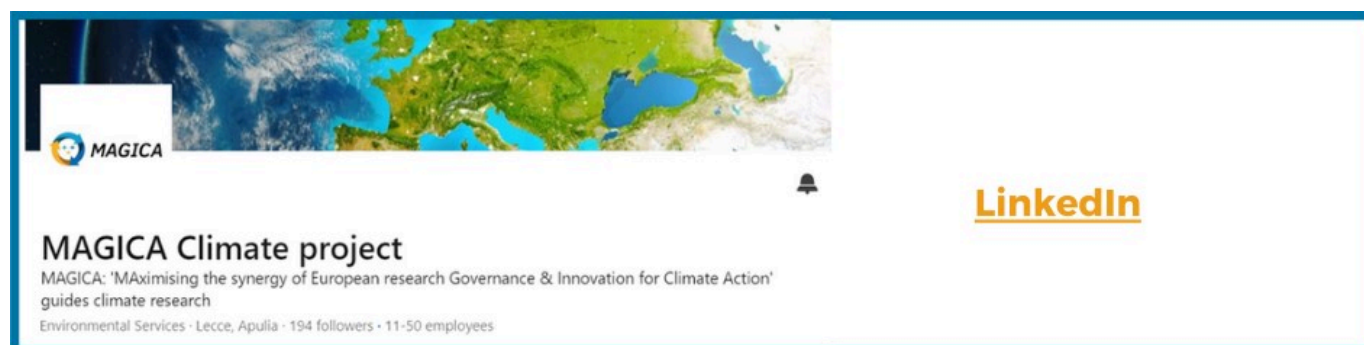 MAGICA
LinkedIn
MAGICA Climate project
MAGICA: 'MAximising the synergy of European research Governance & Innovation for Climate Action'
guides climate research
Environmental Services · Lecce, Apulia · 194 followers · 11-50 employees